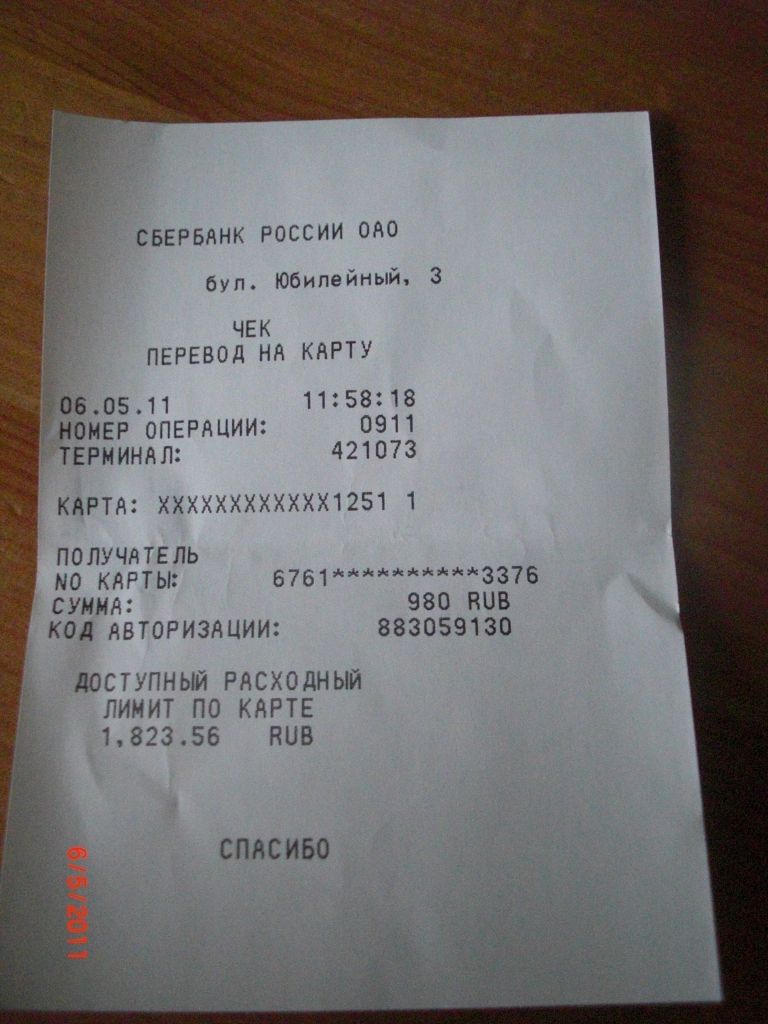 СБЕРБАНК РОССИИ ОАО
бул. Юбилейный, 3
ЧЕК
ПЕРЕВОД НА КАРТУ
06.05.11 11:58:18
НОМЕР ОПЕРАЦИИ: 0911
ТЕРМИНАЛ: 421073
КАРТА: XXXXXXXXXXXX1251 1
ПОЛУЧАТЕЛЬ
NO КАРТЫ: 6761**********3376
СУММА: 980 RUB
КОД АВТОРИЗАЦИИ: 883059130
ДОСТУПНЫЙ РАСХОДНЫЙ
ЛИМИТ ПО КАРТЕ
1,823.56 RUB
СПАСИБО
6/5/2011